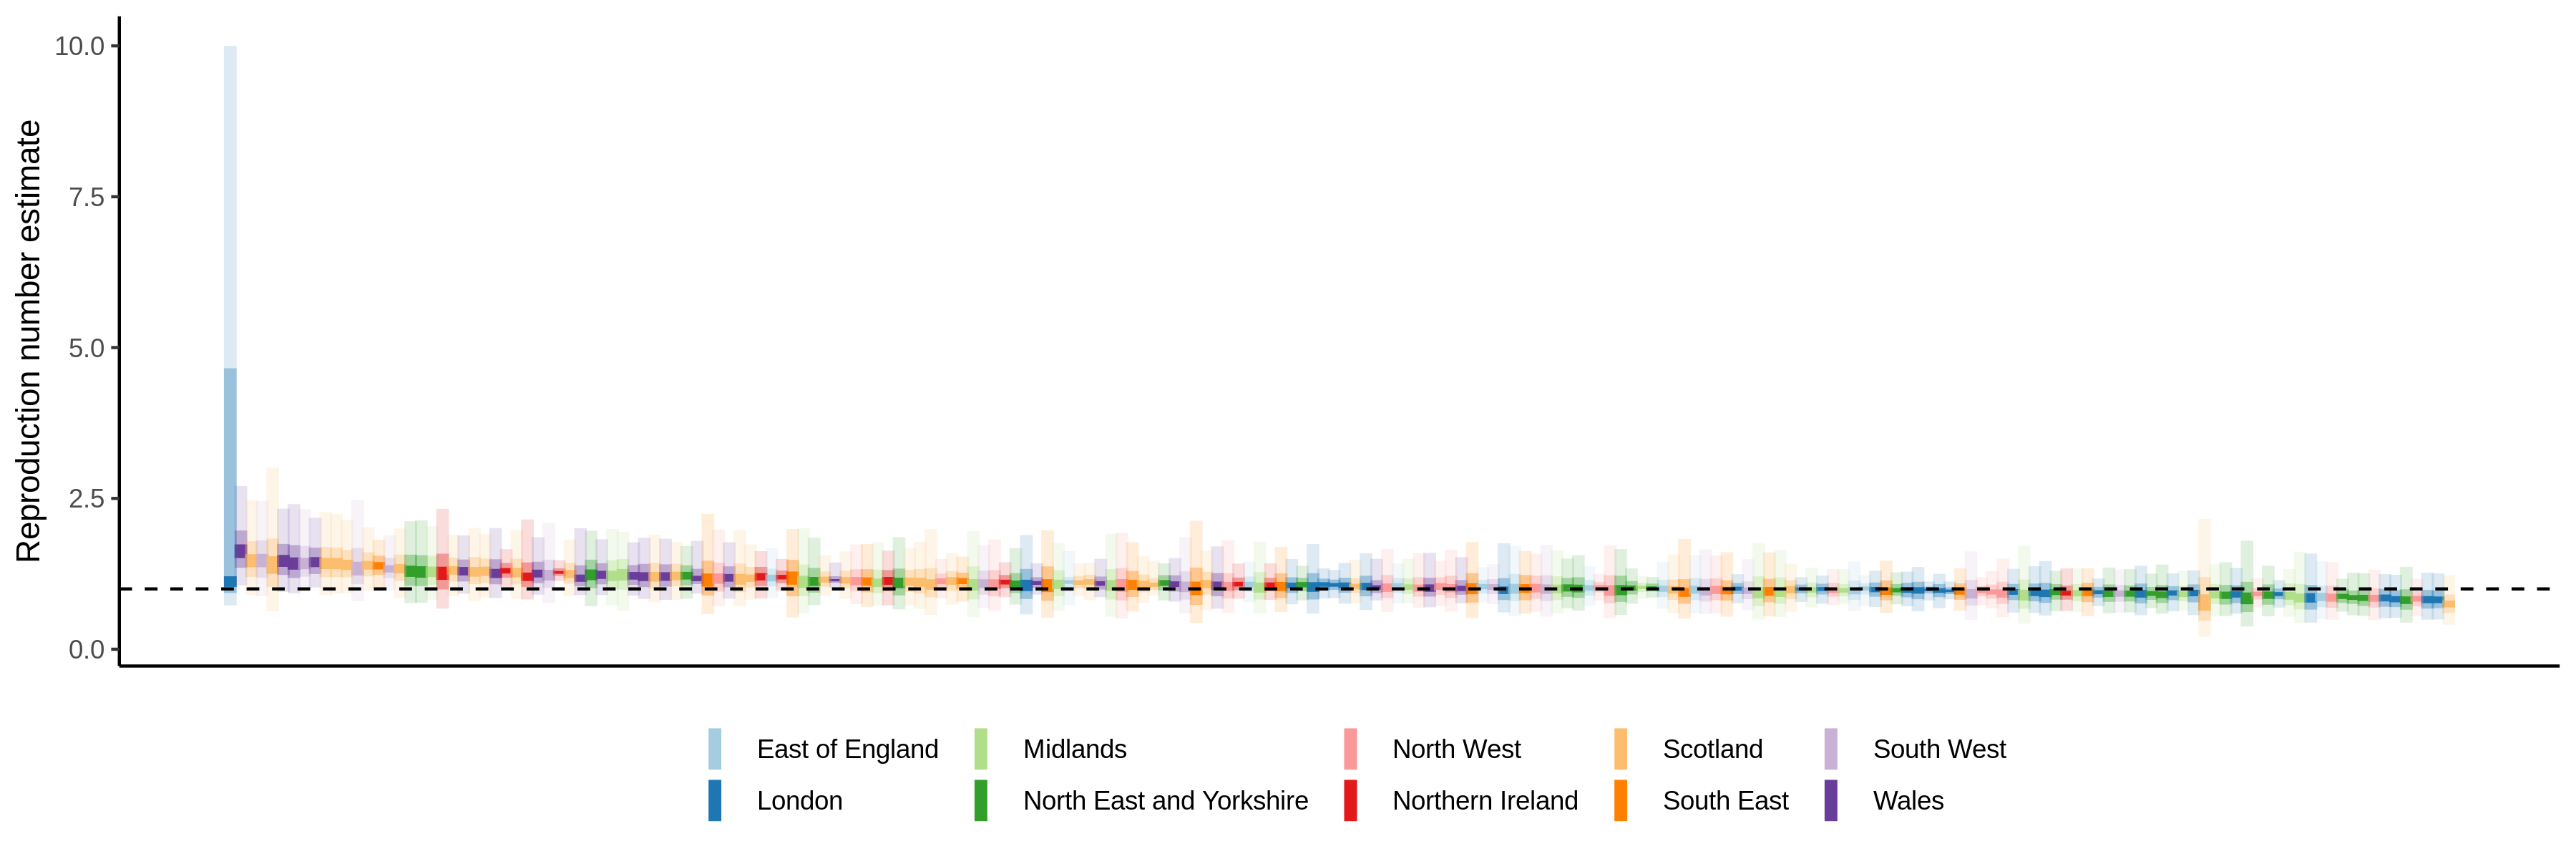 Reproduction number estimate
10.0
7.5
5.0
2.5
0.0
East of England
Midlands
North West
Scotland
South West
London
North East and Yorkshire
Northern Ireland
South East
Wales